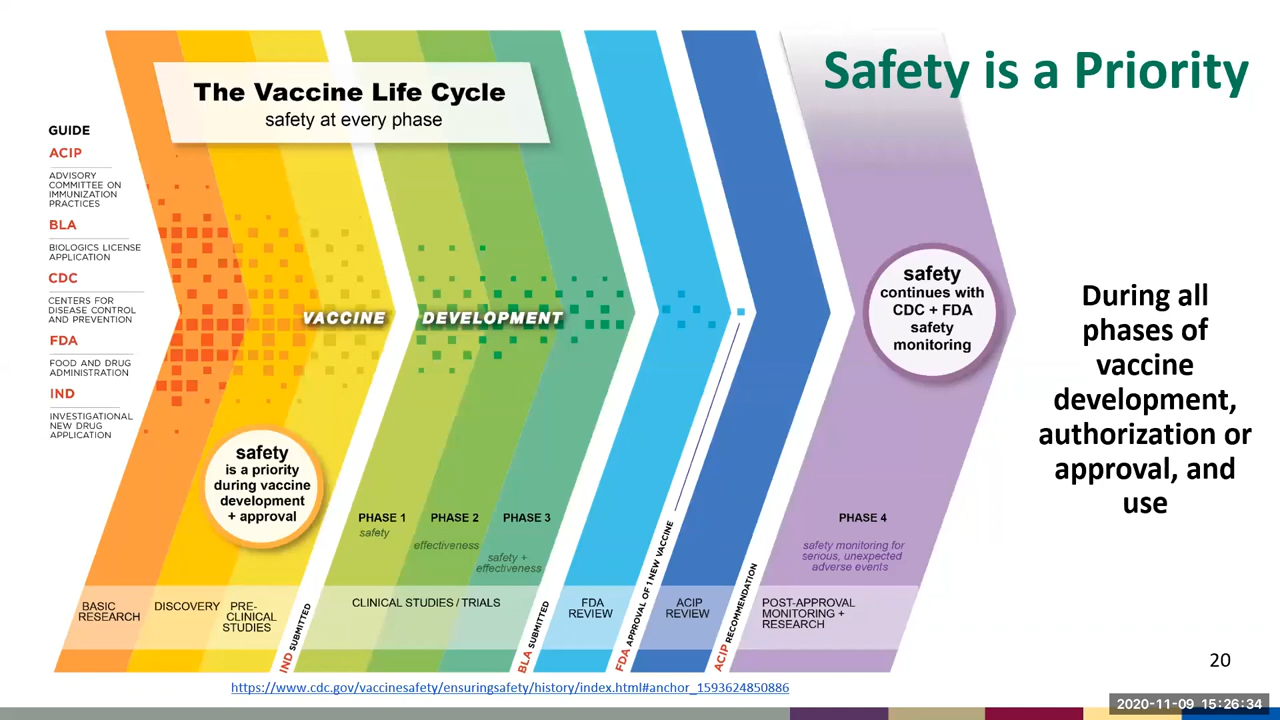 Safety is a Priority
The Vaccine Life Cycle
safety at every phase
GUIDE
ACIP
ADVISORY
COMMITTEE ON
IMMUNIZATION
PRACTICES
BLA
BIOLOGICS LICENSE
APPLICATION
CDC
CENTERS FOR
DISEASE CONTROL
AND PREVENTION
FDA
FOOD AND DRUG
ADMINISTRATION
IND
INVESTIGATIONAL
NEW DRUG
APPLICATION
VACCINE DEVELOPMENT
safety
is a priority
during vaccine
development
+ approval
safety
continues with
CDC + FDA
safety
monitoring
During all
phases of
vaccine
development,
authorization or
approval, and
use
PHASE 1
safety
PHASE 2
effectiveness
PHASE 3
safety +
effectiveness
PHASE 4
safety monitoring for
serious, unexpected
adverse events
BASIC
RESEARCH
DISCOVERY
PRE-
CLINICAL
STUDIES
IND SUBMITTED
CLINICAL STUDIES / TRIALS
BLA SUBMITTED
FDA
REVIEW
FDA APPROVAL OF 1 NEW VACCINE
ACIP
REVIEW
ACIP RECOMMENDATION
POST-APPROVAL
MONITORING +
RESEARCH
20
https://www.cdc.gov/vaccinesafety/ensuringsafety/history/index.html#anchor_1593624850886
2020-11-09 15:26:34